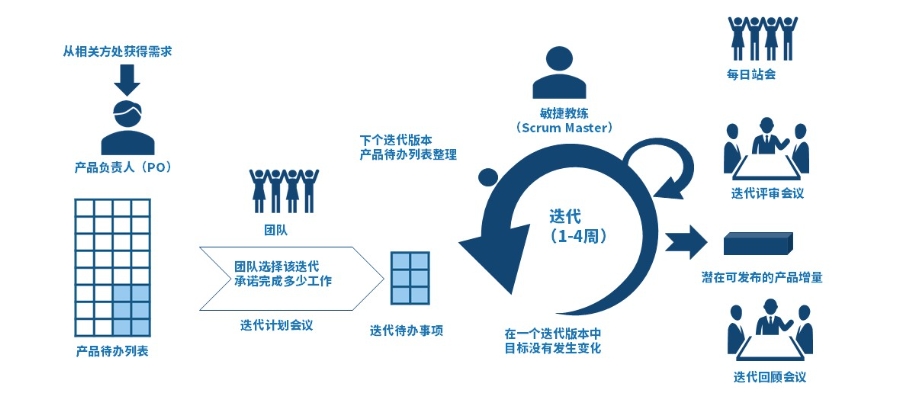 从相关方处获得需求
产品负责人（PO）
产品待办列表
团队
团队选择该迭代
承诺完成多少工作
迭代计划会议
下个迭代版本
产品待办列表整理
迭代待办事项
敏捷教练
（Scrum Master）
迭代
（1-4周）
在一个迭代版本中
目标没有发生变化
每日站会
迭代评审会议
潜在可发布的产品增量
迭代回顾会议